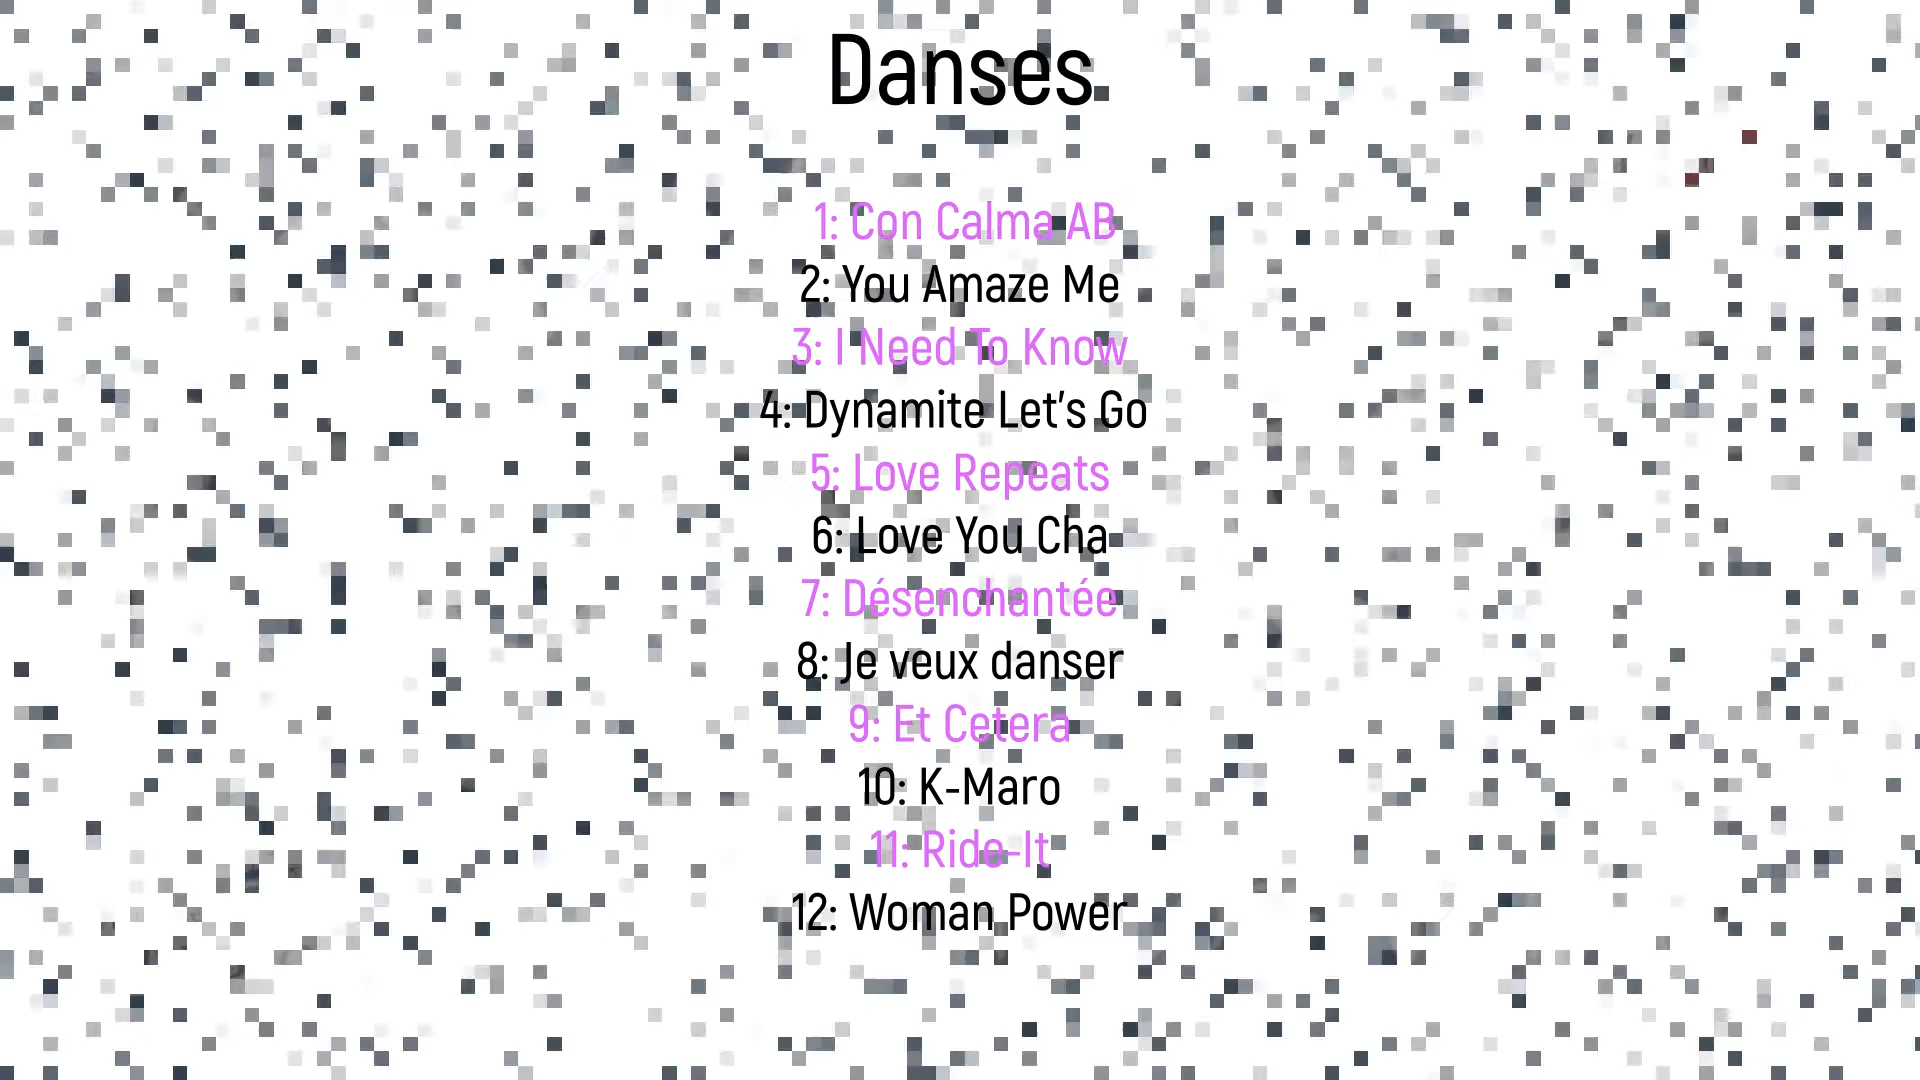 Danses
1: Con Calma AB
2: You Amaze Me
3: I Need To Know
4: Dynamite Let's Go
5: Love Repeats
6: Love You Cha
7: Désenchantée
8: Je veux danser
9: Et Cetera
10: K-Maro
11: Ride-It
12: Woman Power